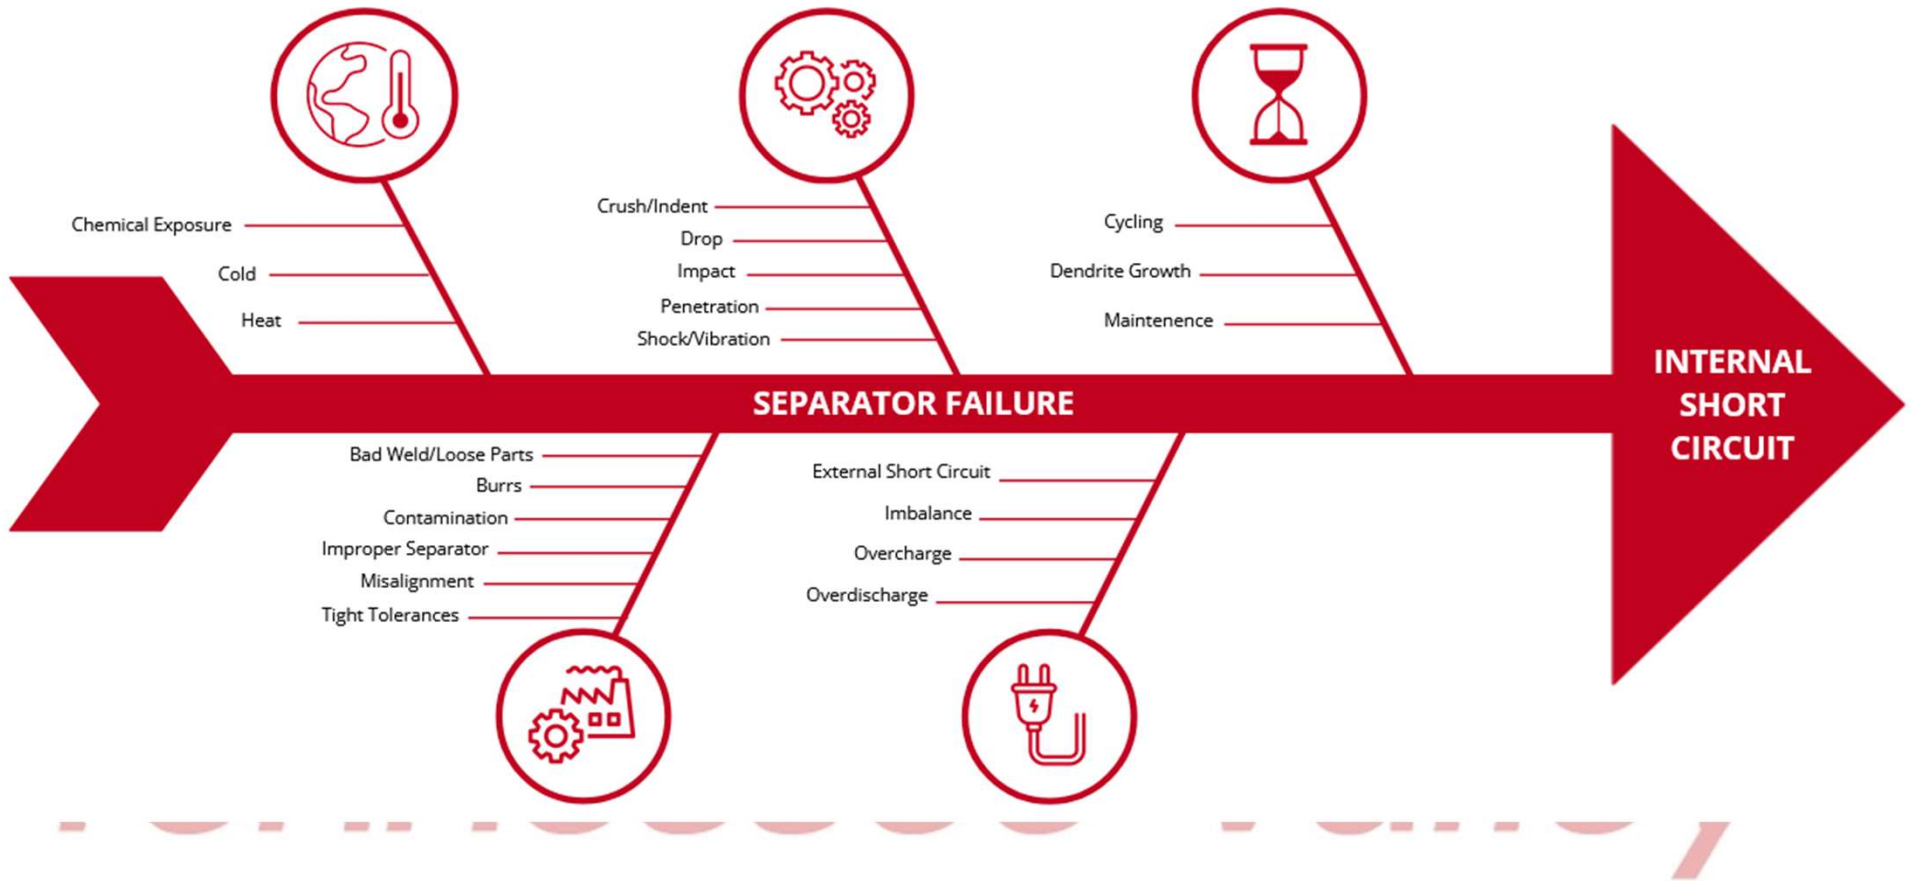 Chemical Exposure
Cold
Heat
Crush/Indent
Drop
Impact
Penetration
Shock/Vibration
Cycling
Dendrite Growth
Maintenence
SEPARATOR FAILURE
INTERNAL
SHORT
CIRCUIT
Bad Weld/Loose Parts
Burrs
Contamination
Improper Separator
Misalignment
Tight Tolerances
External Short Circuit
Imbalance
Overcharge
Overdischarge